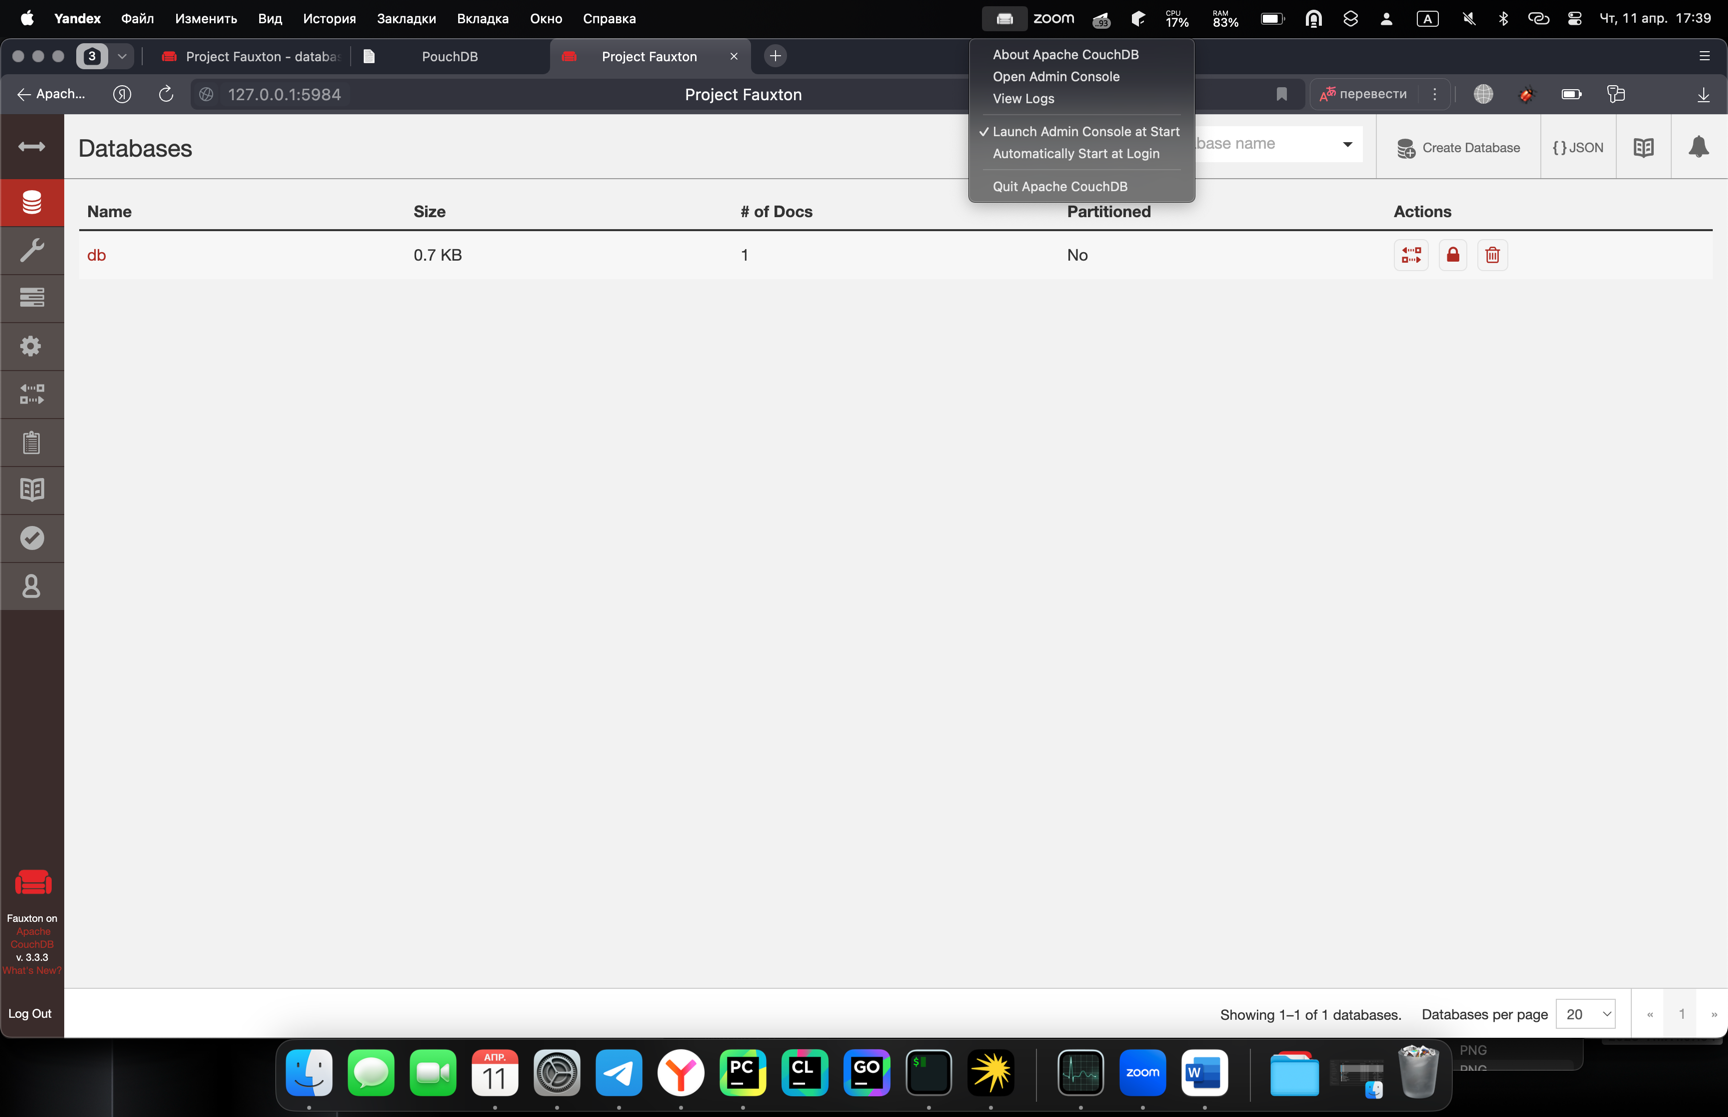 Yandex Файл Изменить Вид История Закладки Вкладка Окно Справка
zoom 93 CPU 17% RAM 83% A Чт, 11 апр. 17:39
3 Project Fauxton - databa PouchDB Project Fauxton
Apach... Я 127.0.0.1:5984 Project Fauxton перевести
About Apache CouchDB
Open Admin Console
View Logs
✓ Launch Admin Console at Start
Automatically Start at Login
Quit Apache CouchDB
Databases
base name
Create Database
{ } JSON
Name Size # of Docs Partitioned Actions
db 0.7 KB 1 No
Fauxton on
Apache
CouchDB
v. 3.3.3
What's New?
Log Out
Showing 1–1 of 1 databases. Databases per page 20 « 1 »
АПР.
11
PC
CL
GO
$
zoom
W
PNG
PNG